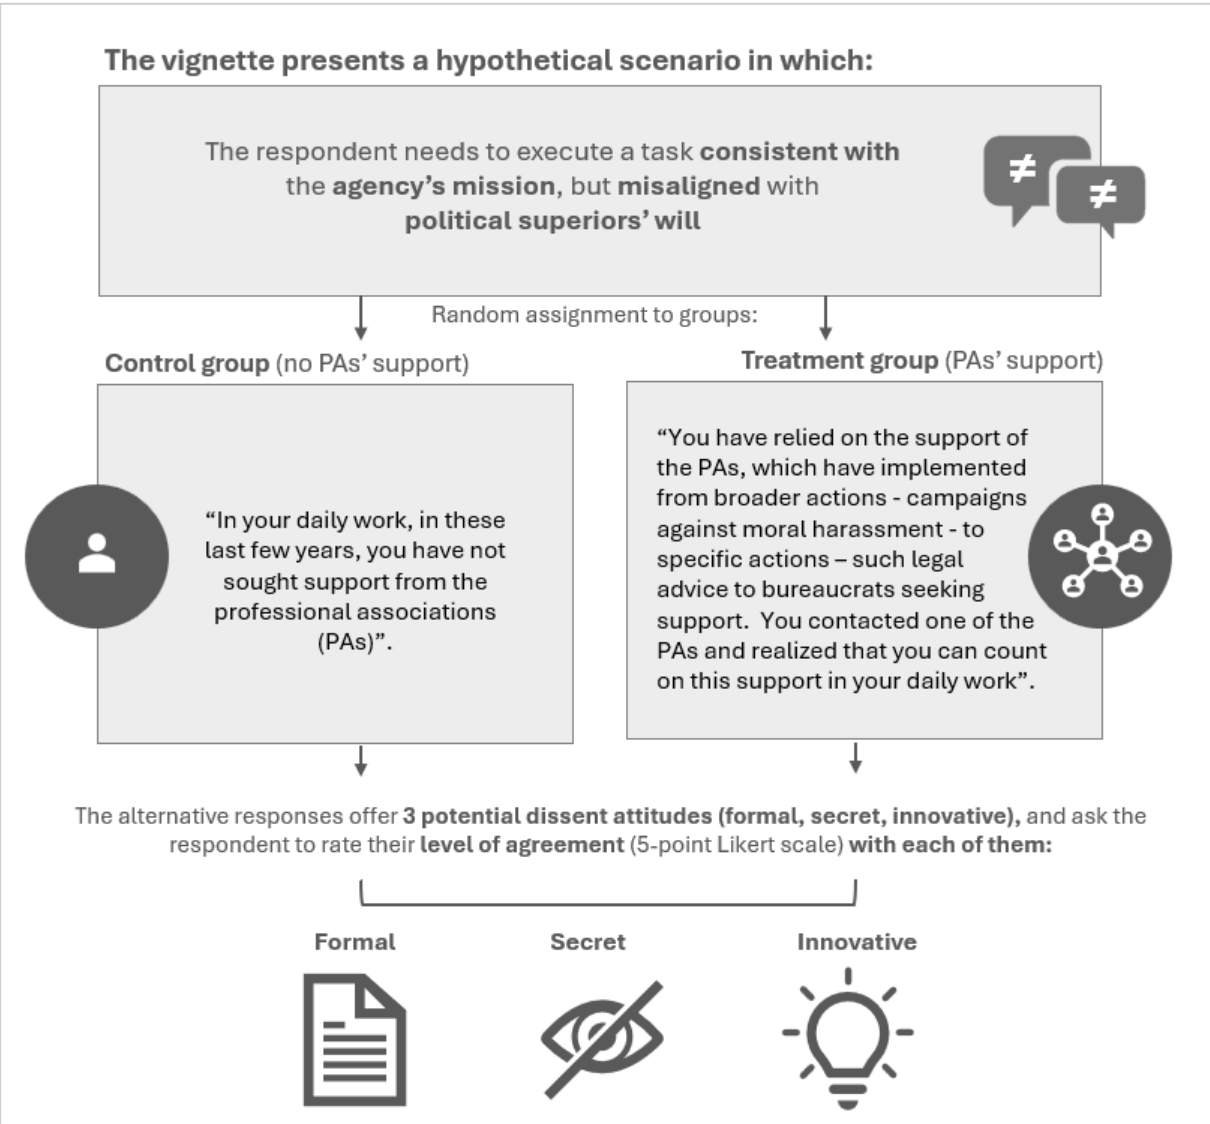 The vignette presents a hypothetical scenario in which:
The respondent needs to execute a task consistent with
the agency’s mission, but misaligned with
political superiors’ will
≠
≠
Random assignment to groups:
Control group (no PAs’ support)
“In your daily work, in these
last few years, you have not
sought support from the
professional associations
(PAs)”.
Treatment group (PAs’ support)
“You have relied on the support of
the PAs, which have implemented
from broader actions - campaigns
against moral harassment - to
specific actions – such legal
advice to bureaucrats seeking
support.  You contacted one of the
PAs and realized that you can count
on this support in your daily work”.
The alternative responses offer 3 potential dissent attitudes (formal, secret, innovative), and ask the
respondent to rate their level of agreement (5-point Likert scale) with each of them:
Formal
Secret
Innovative